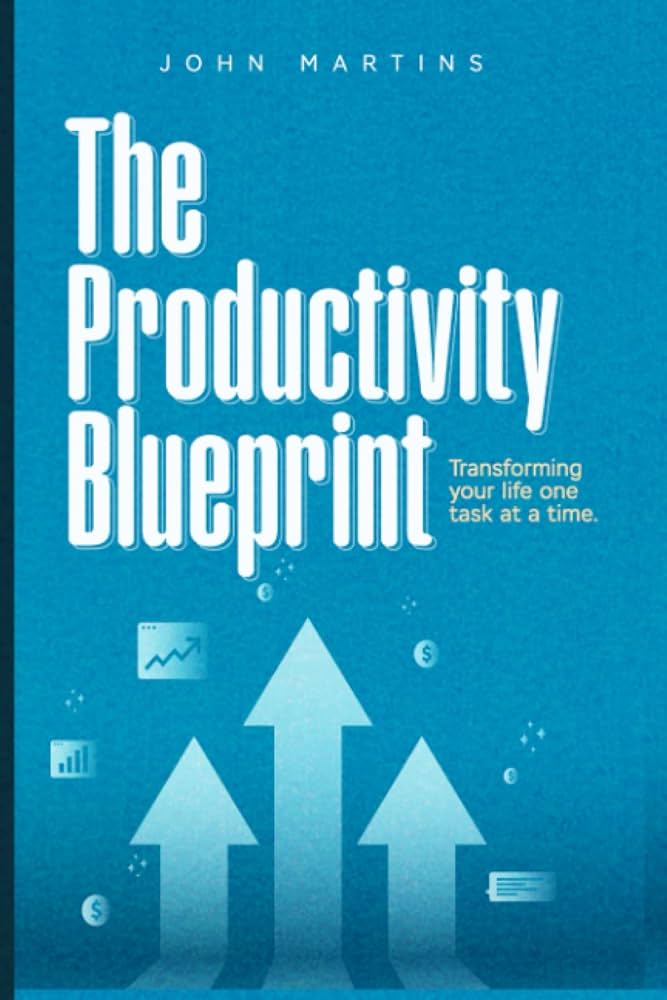 JOHN MARTINS
The
Productivity
Blueprint
Transforming
your life one
task at a time.
$
$
$
$